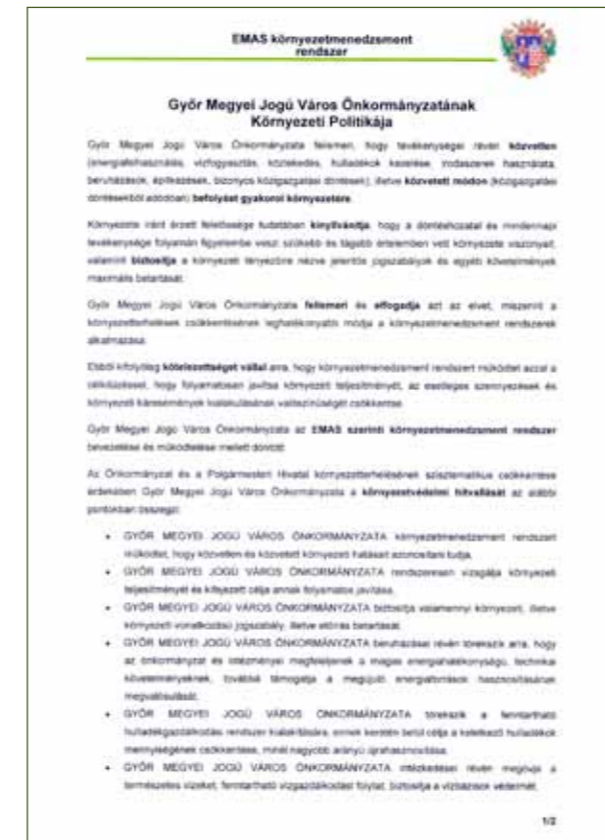 EMAS környezetmenedzsment
rendszer
Győr Megyei Jogú Város Önkormányzatának
Környezeti Politikája
Győr Megyei Jogú Város Önkormányzata felismeri, hogy tevékenységei révén közvetlen
(energiafelhasználás, vízfogyasztás, közlekedés, hulladékok kezelése, irodaszerek használata,
beruházások, építkezések, bizonyos közigazgatási döntések), illetve közvetett módon (közigazgatási
döntésekből adódóan) befolyást gyakorol környezetére.
Környezete iránt érzett felelőssége tudatában kinyilvánítja, hogy a döntéshozatal és mindennapi
tevékenysége folyamán figyelembe veszi szűkebb és tágabb értelemben vett környezete viszonyait,
valamint biztosítja a környezeti tényezőire nézve jelentős jogszabályok és egyéb követelmények
maximális betartását.
Győr Megyei Jogú Város Önkormányzata felismeri és elfogadja azt az elvet, miszerint a
környezetterhelések csökkentésének leghatékonyabb módja a környezetmenedzsment rendszerek
alkalmazása.
Ebből kifolyólag kötelezettséget vállal arra, hogy környezetmenedzsment rendszert működtet azzal a
célkitűzéssel, hogy folyamatosan javítsa környezeti teljesítményét, az esetleges szennyezések és
környezeti káresemények kialakulásának valószínűségét csökkentse.
Győr Megyei Jogú Város Önkormányzata az EMAS szerinti környezetmenedzsment rendszer
bevezetése és működtetése mellett döntött.
Az Önkormányzat és a Polgármesteri Hivatal környezetterhelésének szisztematikus csökkentése
érdekében Győr Megyei Jogú Város Önkormányzata a környezetvédelmi hitvallását az alábbi
pontokban összegzi:
• GYŐR MEGYEI JOGÚ VÁROS ÖNKORMÁNYZATA környezetmenedzsment rendszert
működtet, hogy közvetlen és közvetett környezeti hatásait azonosítani tudja.
• GYŐR MEGYEI JOGÚ VÁROS ÖNKORMÁNYZATA rendszeresen vizsgálja környezeti
teljesítményét és kifejezett célja annak folyamatos javítása.
• GYŐR MEGYEI JOGÚ VÁROS ÖNKORMÁNYZATA biztosítja valamennyi környezeti, illetve
környezeti vonatkozású jogszabály, illetve előírás betartását.
• GYŐR MEGYEI JOGÚ VÁROS ÖNKORMÁNYZATA beruházásai révén törekszik arra, hogy
az önkormányzat és intézményei megfeleljenek a magas energiahatékonyságú, technikai
követelményeknek, továbbá támogatja a megújuló energiaforrások hasznosításának
megvalósulását.
• GYŐR MEGYEI JOGÚ VÁROS ÖNKORMÁNYZATA törekszik a fenntartható
hulladékgazdálkodás rendszer kialakítására, ennek keretén belül célja a keletkező hulladékok
mennyiségének csökkentése, minél nagyobb arányú újrahasznosítása.
• GYŐR MEGYEI JOGÚ VÁROS ÖNKORMÁNYZATA intézkedései révén megóvja a
természetes vizeket, fenntartható vízgazdálkodást folytat, biztosítja a vízbázisok védelmét.
1/2